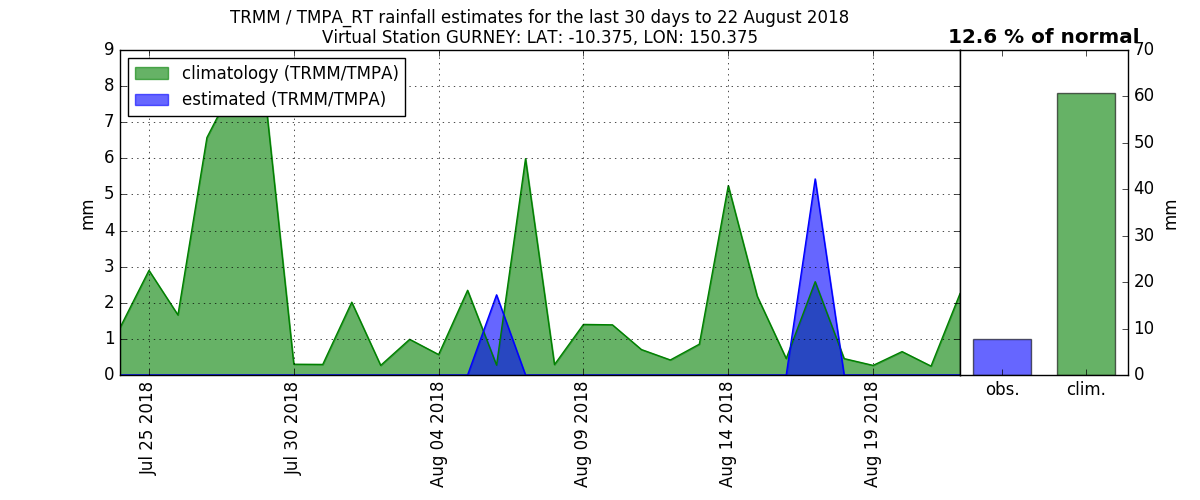 TRMM / TMPA_RT rainfall estimates for the last 30 days to 22 August 2018
Virtual Station GURNEY: LAT: -10.375, LON: 150.375
12.6 % of normal
climatology (TRMM/TMPA)
estimated (TRMM/TMPA)
9
8
7
6
5
4
3
2
1
0
mm
Jul 25 2018
Jul 30 2018
Aug 04 2018
Aug 09 2018
Aug 14 2018
Aug 19 2018
70
60
50
40
30
20
10
0
mm
obs.
clim.